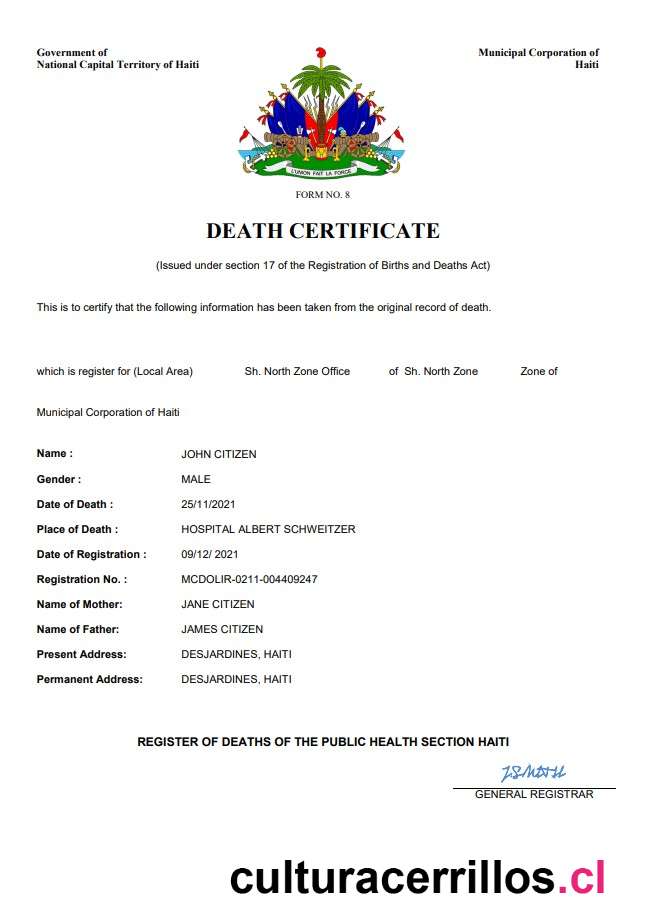 Government of
National Capital Territory of Haiti
Municipal Corporation of
Haiti
L'UNION FAIT LA FORCE
FORM NO. 8
DEATH CERTIFICATE
(Issued under section 17 of the Registration of Births and Deaths Act)
This is to certify that the following information has been taken from the original record of death.
which is register for (Local Area) Sh. North Zone Office of Sh. North Zone Zone of
Municipal Corporation of Haiti
Name : JOHN CITIZEN
Gender : MALE
Date of Death : 25/11/2021
Place of Death : HOSPITAL ALBERT SCHWEITZER
Date of Registration : 09/12/ 2021
Registration No. : MCDOLIR-0211-004409247
Name of Mother: JANE CITIZEN
Name of Father: JAMES CITIZEN
Present Address: DESJARDINES, HAITI
Permanent Address: DESJARDINES, HAITI
REGISTER OF DEATHS OF THE PUBLIC HEALTH SECTION HAITI
GENERAL REGISTRAR
culturacerrillos.cl